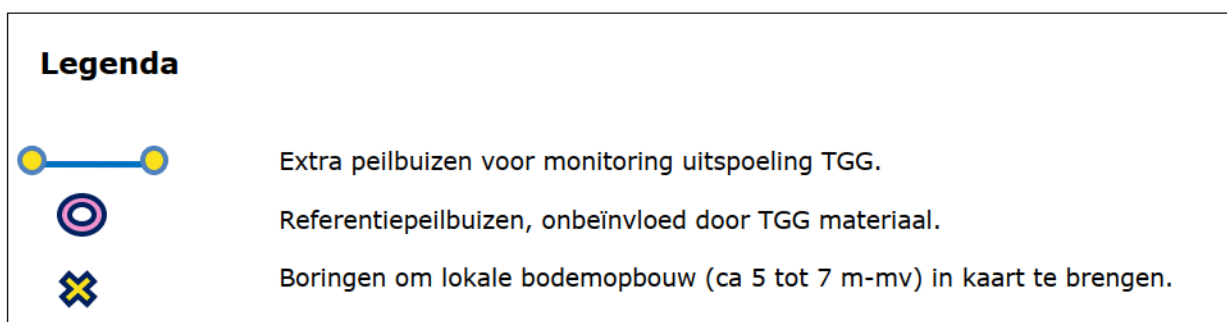 Legenda
Extra peilbuizen voor monitoring uitspoeling TGG.
Referentiepeilbuizen, onbeïnvloed door TGG materiaal.
Boringen om lokale bodemopbouw (ca 5 tot 7 m-mv) in kaart te brengen.